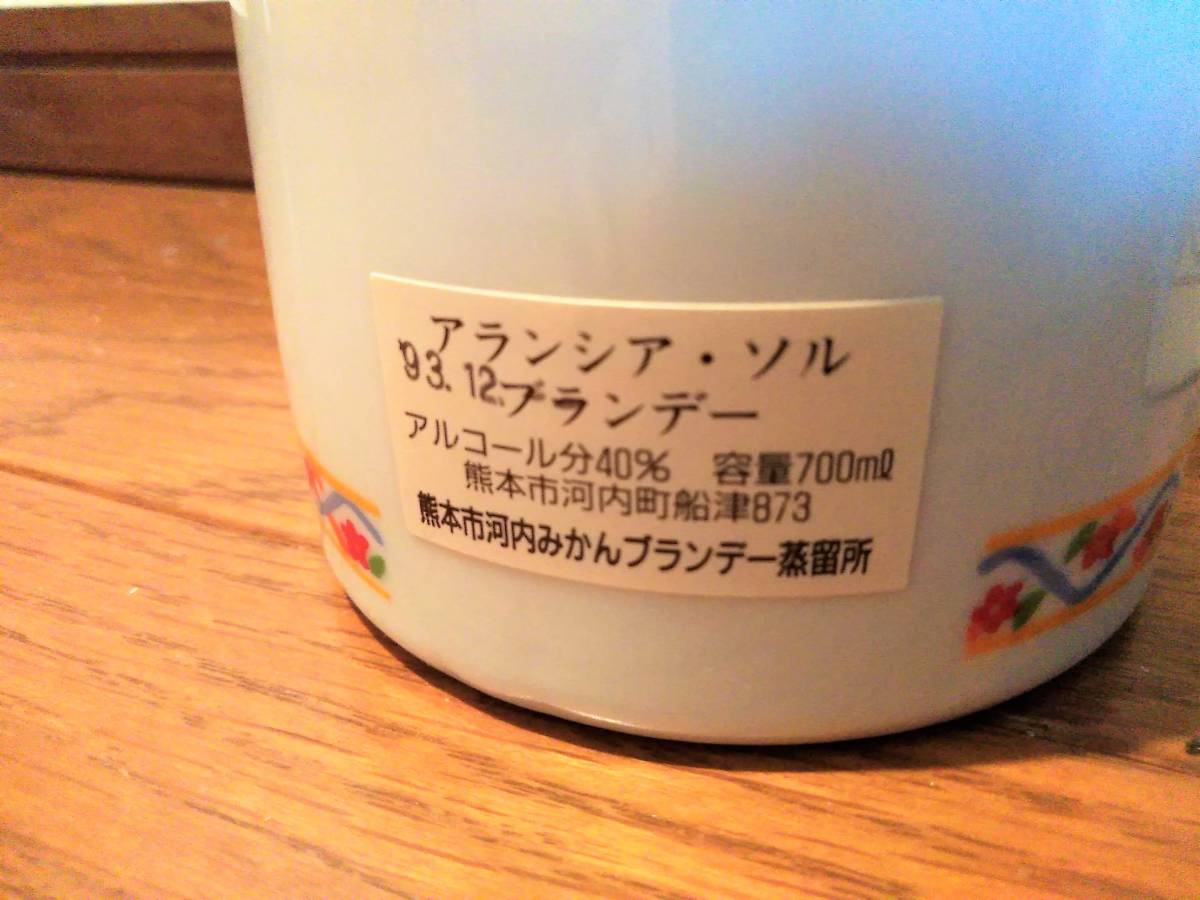 アランシア・ソル
'93.12.ブランデー
アルコール分40% 容量700mℓ
熊本市河内町船津873
熊本市河内みかんブランデー蒸留所